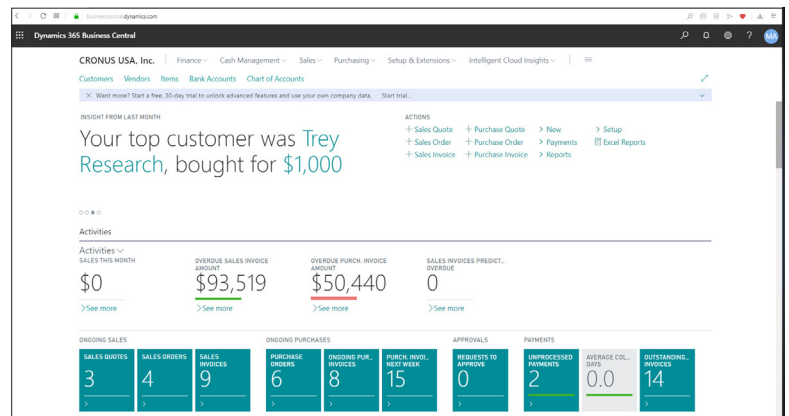 businesscentral.dynamics.com
Dynamics 365 Business Central
MA
CRONUS USA, Inc. Finance Cash Management Sales Purchasing Setup & Extensions Intelligent Cloud Insights
Customers Vendors Items Bank Accounts Chart of Accounts
Want more? Start a free, 30-day trial to unlock advanced features and use your own company data. Start trial...
INSIGHT FROM LAST MONTH
Your top customer was Trey
Research, bought for $1,000
ACTIONS
+ Sales Quote + Purchase Quote > New > Setup
+ Sales Order + Purchase Order > Payments Excel Reports
+ Sales Invoice + Purchase Invoice > Reports
Activities
Activities
SALES THIS MONTH
$0
>See more
OVERDUE SALES INVOICE
AMOUNT
$93,519
>See more
OVERDUE PURCH. INVOICE
AMOUNT
$50,440
>See more
SALES INVOICES PREDICT...
OVERDUE
0
>See more
ONGOING SALES
SALES QUOTES
3
>
SALES ORDERS
4
>
SALES
INVOICES
9
>
ONGOING PURCHASES
PURCHASE
ORDERS
6
>
ONGOING PUR...
INVOICES
8
>
PURCH. INVOI...
NEXT WEEK
15
>
APPROVALS
REQUESTS TO
APPROVE
0
>
PAYMENTS
UNPROCESSED
PAYMENTS
2
>
AVERAGE COL...
DAYS
0.0
>
OUTSTANDING...
INVOICES
14
>